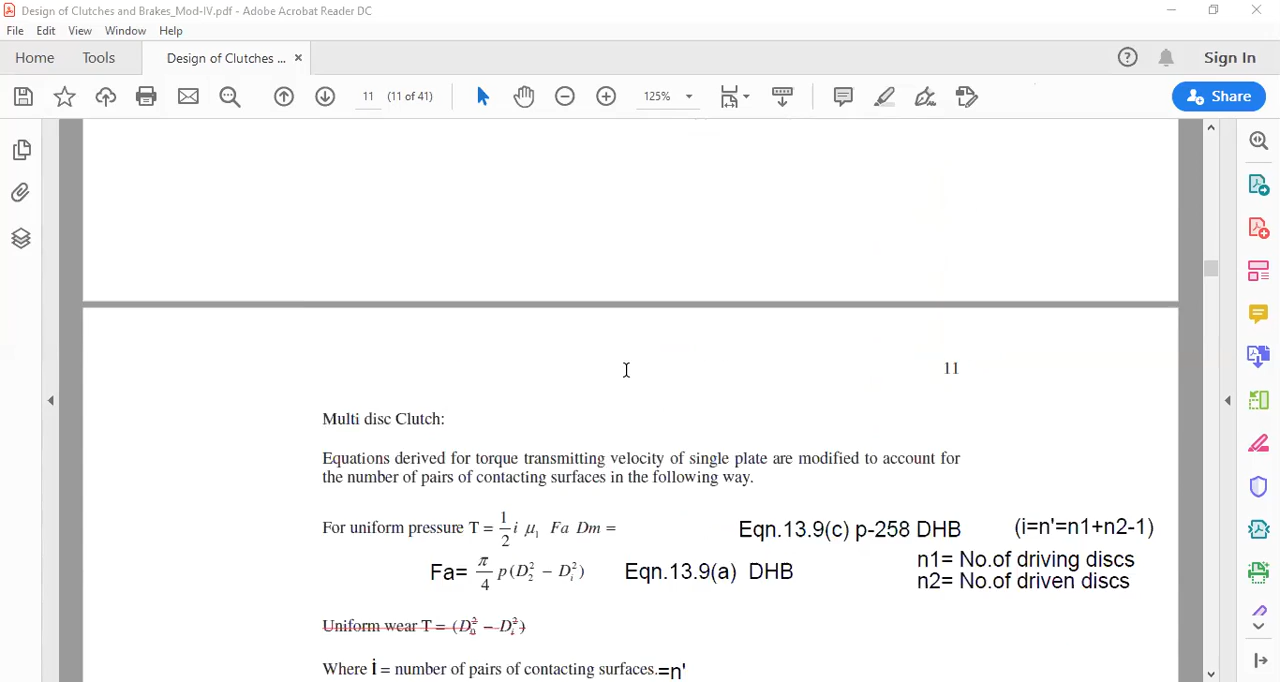 Design of Clutches and Brakes_Mod-IV.pdf - Adobe Acrobat Reader DC
File Edit View Window Help
Home Tools Design of Clutches ... × Sign In
11 (11 of 41) 125% Share
11
Multi disc Clutch:
Equations derived for torque transmitting velocity of single plate are modified to account for
the number of pairs of contacting surfaces in the following way.
For uniform pressure T = 1/2 i μ₁ Fa Dm = Eqn.13.9(c) p-258 DHB (i=n'=n1+n2-1)
n1= No.of driving discs
Fa= π/4 p(D₂² − Dᵢ²) Eqn.13.9(a) DHB
n2= No.of driven discs
Uniform wear T = (D₀² − Dᵢ²)
Where i = number of pairs of contacting surfaces.=n'